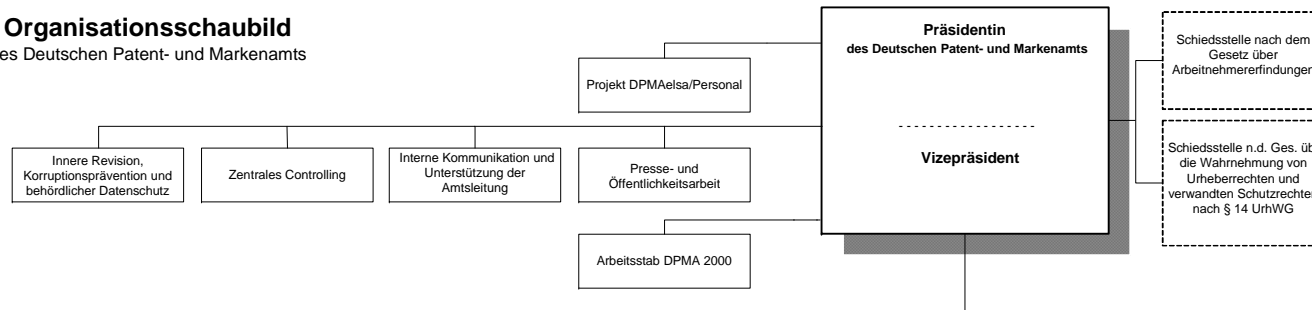 Organisationsschaubild
es Deutschen Patent- und Markenamts
Präsidentin
des Deutschen Patent- und Markenamts
Vizepräsident
Projekt DPMAelsa/Personal
Schiedsstelle nach dem
Gesetz über
Arbeitnehmererfindungen
Innere Revision,
Korruptionsprävention und
behördlicher Datenschutz
Zentrales Controlling
Interne Kommunikation und
Unterstützung der
Amtsleitung
Presse- und
Öffentlichkeitsarbeit
Schiedsstelle n.d. Ges. üb
die Wahrnehmung von
Urheberrechten und
verwandten Schutzrechte
nach § 14 UrhWG
Arbeitsstab DPMA 2000